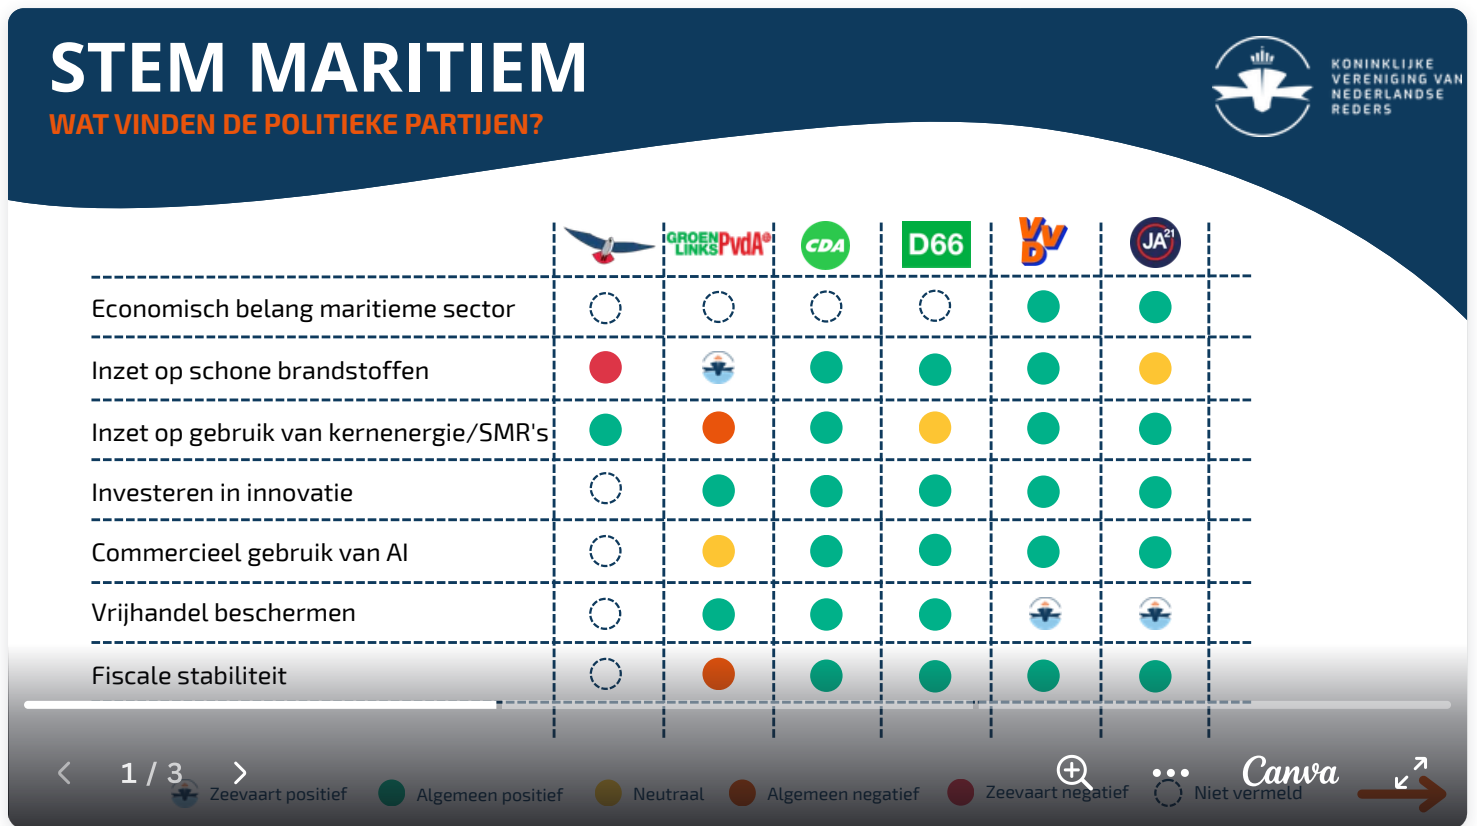 STEM MARITIEM
WAT VINDEN DE POLITIEKE PARTIJEN?
KONINKLIJKE
VERENIGING VAN
NEDERLANDSE
REDERS
GROEN
LINKS PvdA
CDA
D66
VVD
JA21
Economisch belang maritieme sector
Inzet op schone brandstoffen
Inzet op gebruik van kernenergie/SMR's
Investeren in innovatie
Commercieel gebruik van AI
Vrijhandel beschermen
Fiscale stabiliteit
1 / 3
Canva
Zeevaart positief
Algemeen positief
Neutraal
Algemeen negatief
Zeevaart negatief
Niet vermeld